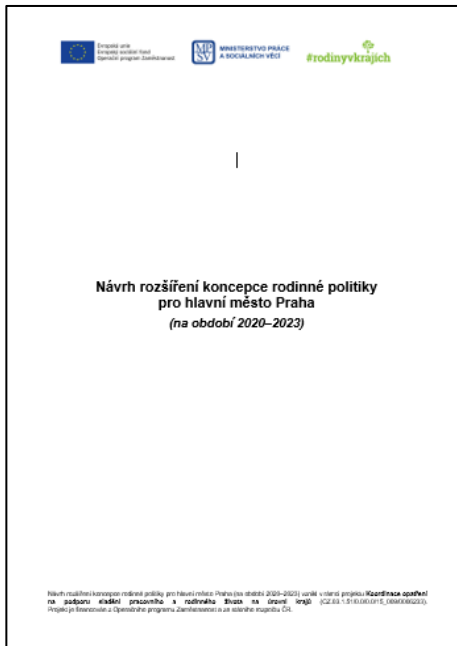 Evropská unie
Evropský sociální fond
Operační program Zaměstnanost
MPSV
MINISTERSTVO PRÁCE
A SOCIÁLNÍCH VĚCÍ
#rodinyvkrajích
Návrh rozšíření koncepce rodinné politiky
pro hlavní město Praha
(na období 2020–2023)
Návrh rozšíření koncepce rodinné politiky pro hlavní město Praha (na období 2020–2023) vznikl v rámci projektu Koordinace opatření
na podporu sladění pracovního a rodinného života na úrovni krajů
Projekt je financován z Operačního programu Zaměstnanost a ze státního rozpočtu ČR.